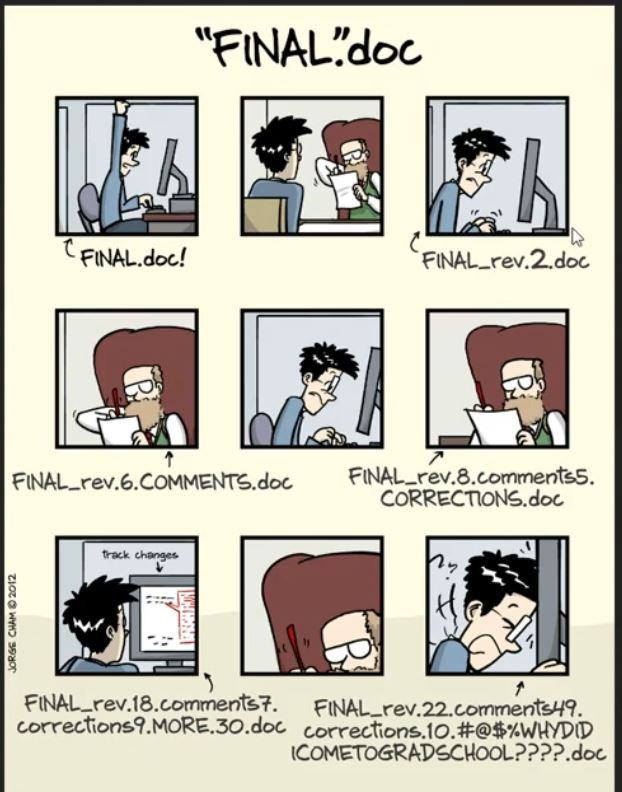 "FINAL".doc
FINAL.doc!
FINAL_rev.2.doc
FINAL_rev.6.COMMENTS.doc
FINAL_rev.8.comments5.
CORRECTIONS.doc
track changes
FINAL_rev.18.comments7.
corrections9.MORE.30.doc
FINAL_rev.22.comments49.
corrections.10.#@$%WHYDID
ICOMETOGRADSCHOOL????.doc
JORGE CHAM © 2012